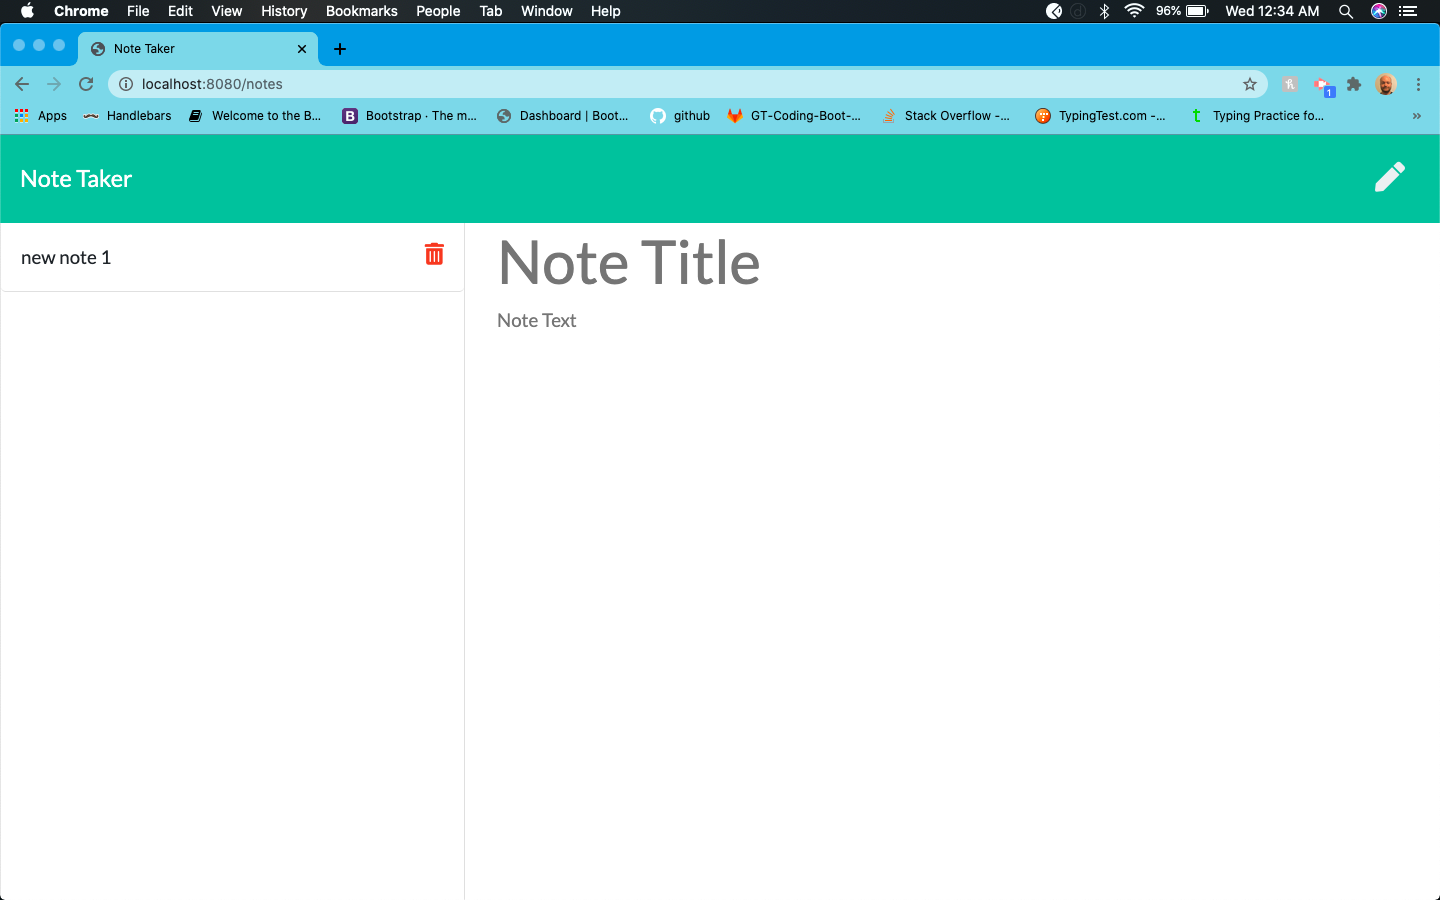 Chrome File Edit View History Bookmarks People Tab Window Help 96% Wed 12:34 AM
Note Taker
localhost:8080/notes
1
Apps Handlebars Welcome to the B... B Bootstrap · The m... Dashboard | Boot... github GT-Coding-Boot-... Stack Overflow -... TypingTest.com -... t Typing Practice fo... »
Note Taker
new note 1
Note Title
Note Text